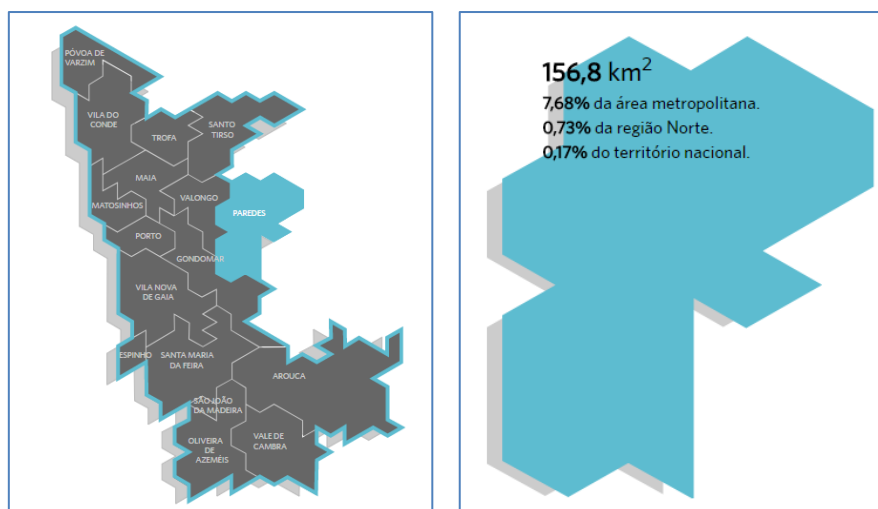 PÓVOA DE
VARZIM
VILA DO
CONDE
TROFA
SANTO
TIRSO
MAIA
MATOSINHOS
VALONGO
PAREDES
PORTO
GONDOMAR
VILA NOVA
DE GAIA
ESPINHO
SANTA MARIA
DA FEIRA
AROUCA
SÃO JOÃO
DA MADEIRA
OLIVEIRA
DE
AZEMÉIS
VALE DE
CAMBRA
156,8 km²
7,68% da área metropolitana.
0,73% da região Norte.
0,17% do território nacional.